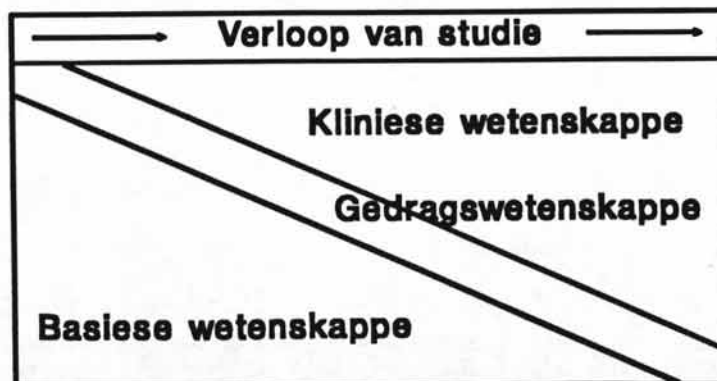 Verloop van studie
Kliniese wetenskappe
Gedragswetenskappe
Basiese wetenskappe